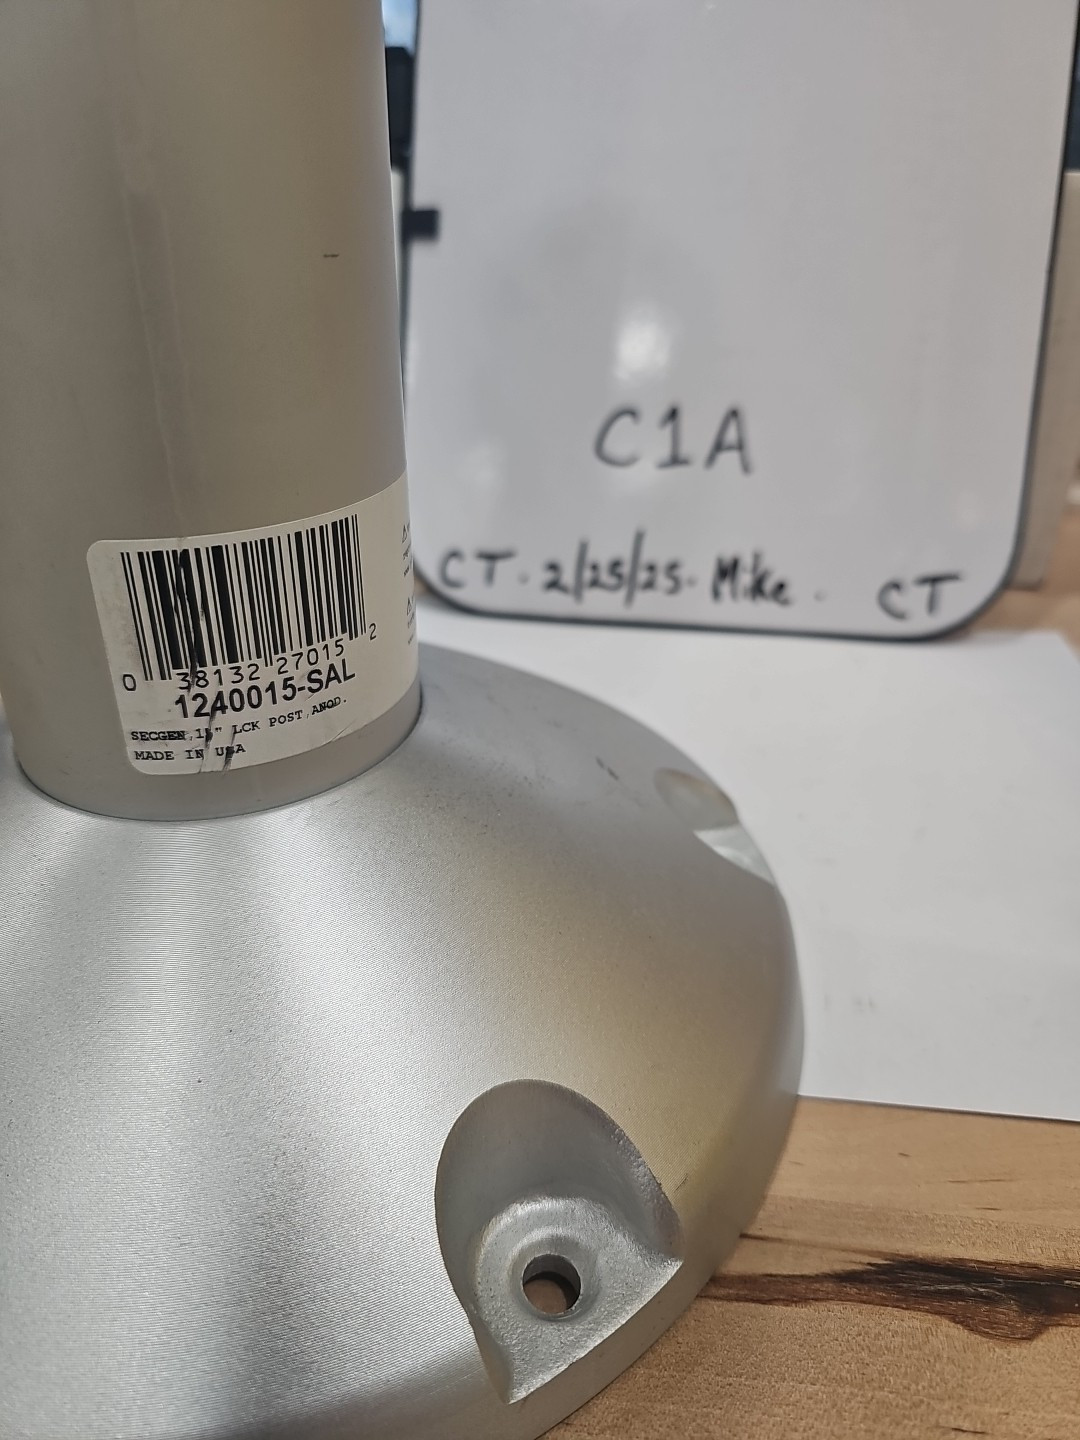 C1A
CT. 2/25/25. Mike. CT
0 38132 27015 2
1240015-SAL
SECGEN, LCK POST, ANOD.
MADE IN USA